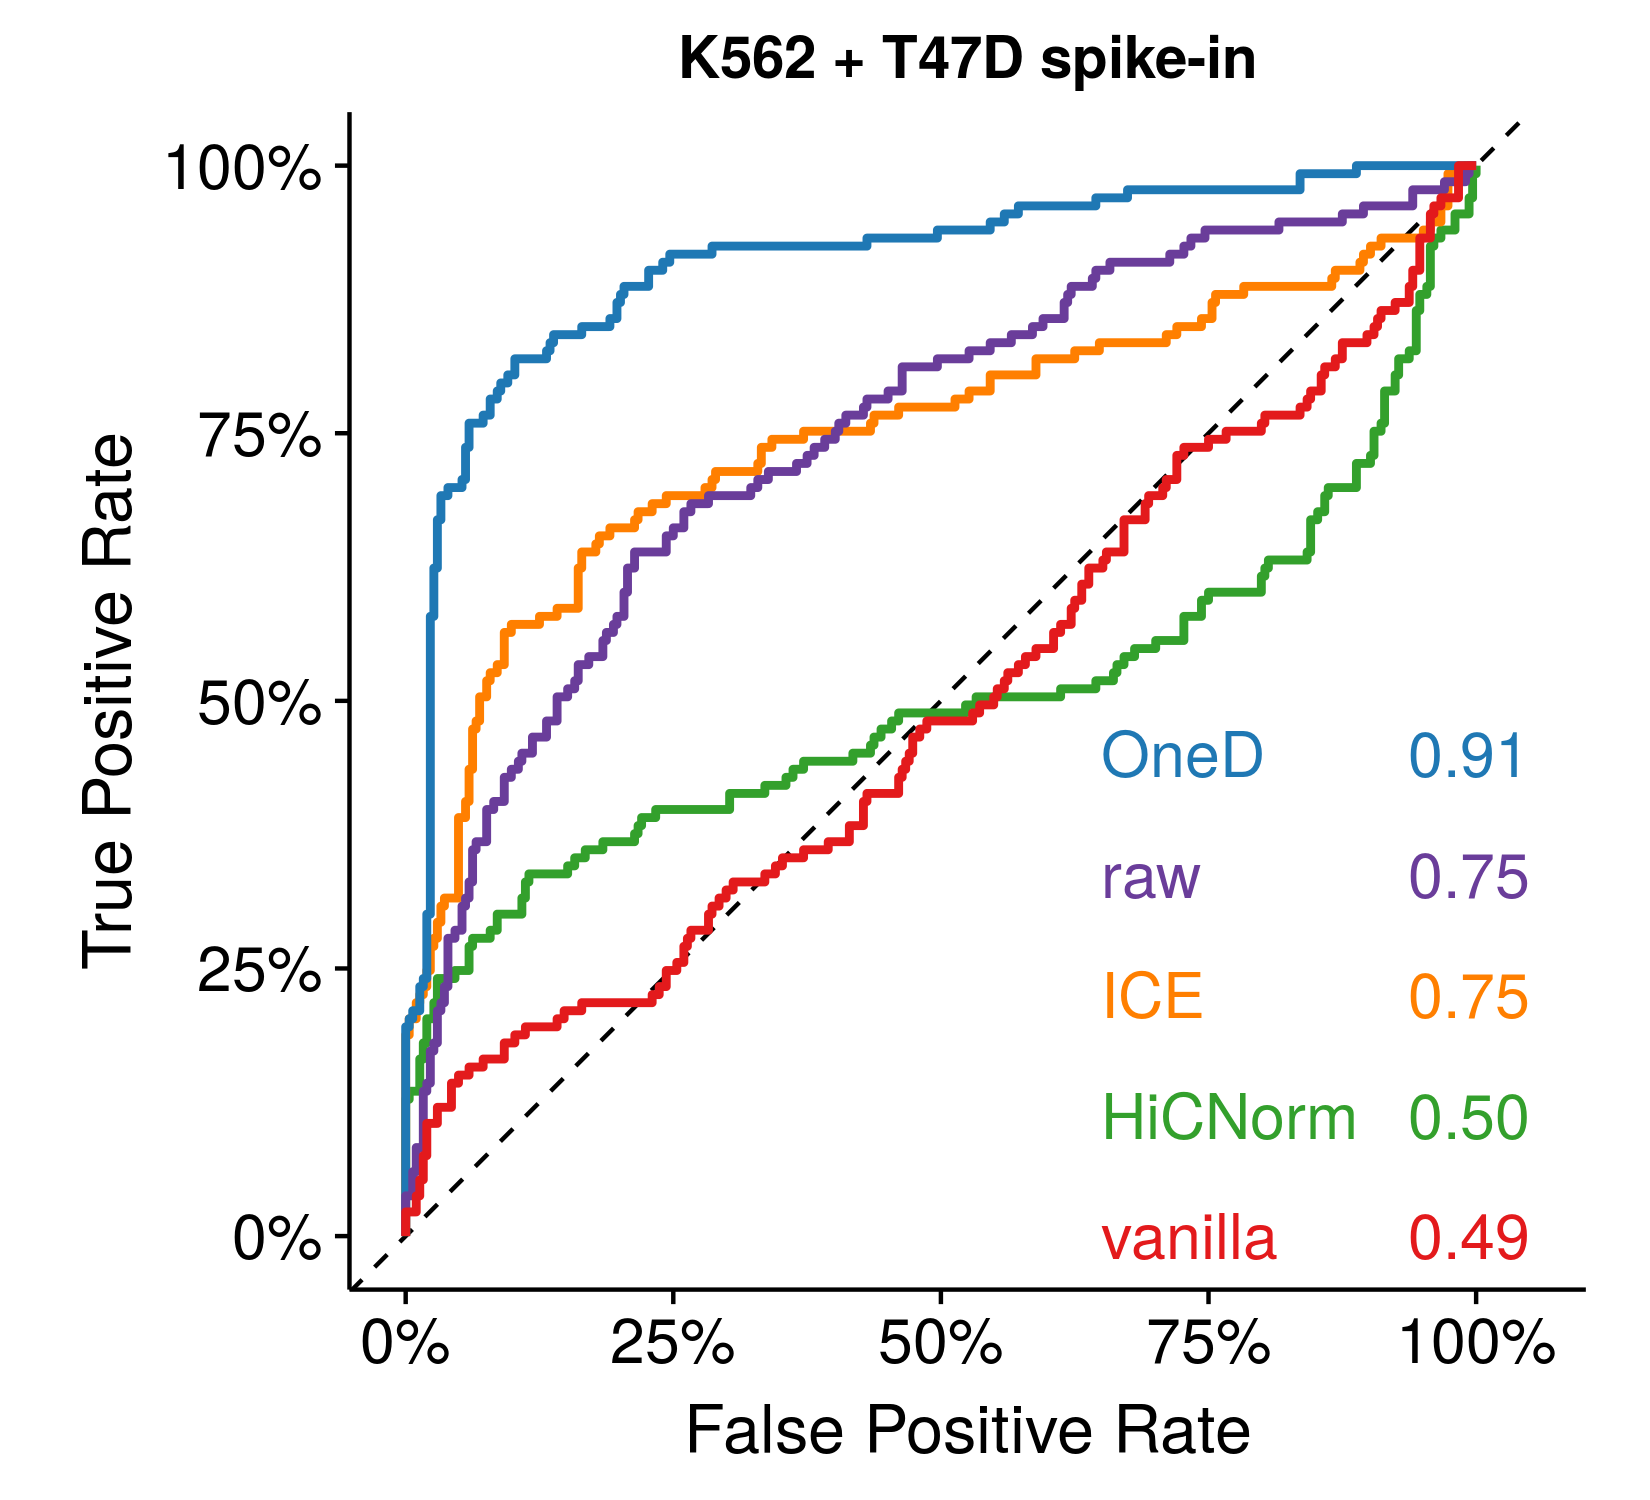 K562 + T47D spike-in
True Positive Rate
100%
75%
50%
25%
0%
OneD 0.91
raw 0.75
ICE 0.75
HiCNorm 0.50
vanilla 0.49
0% 25% 50% 75% 100%
False Positive Rate